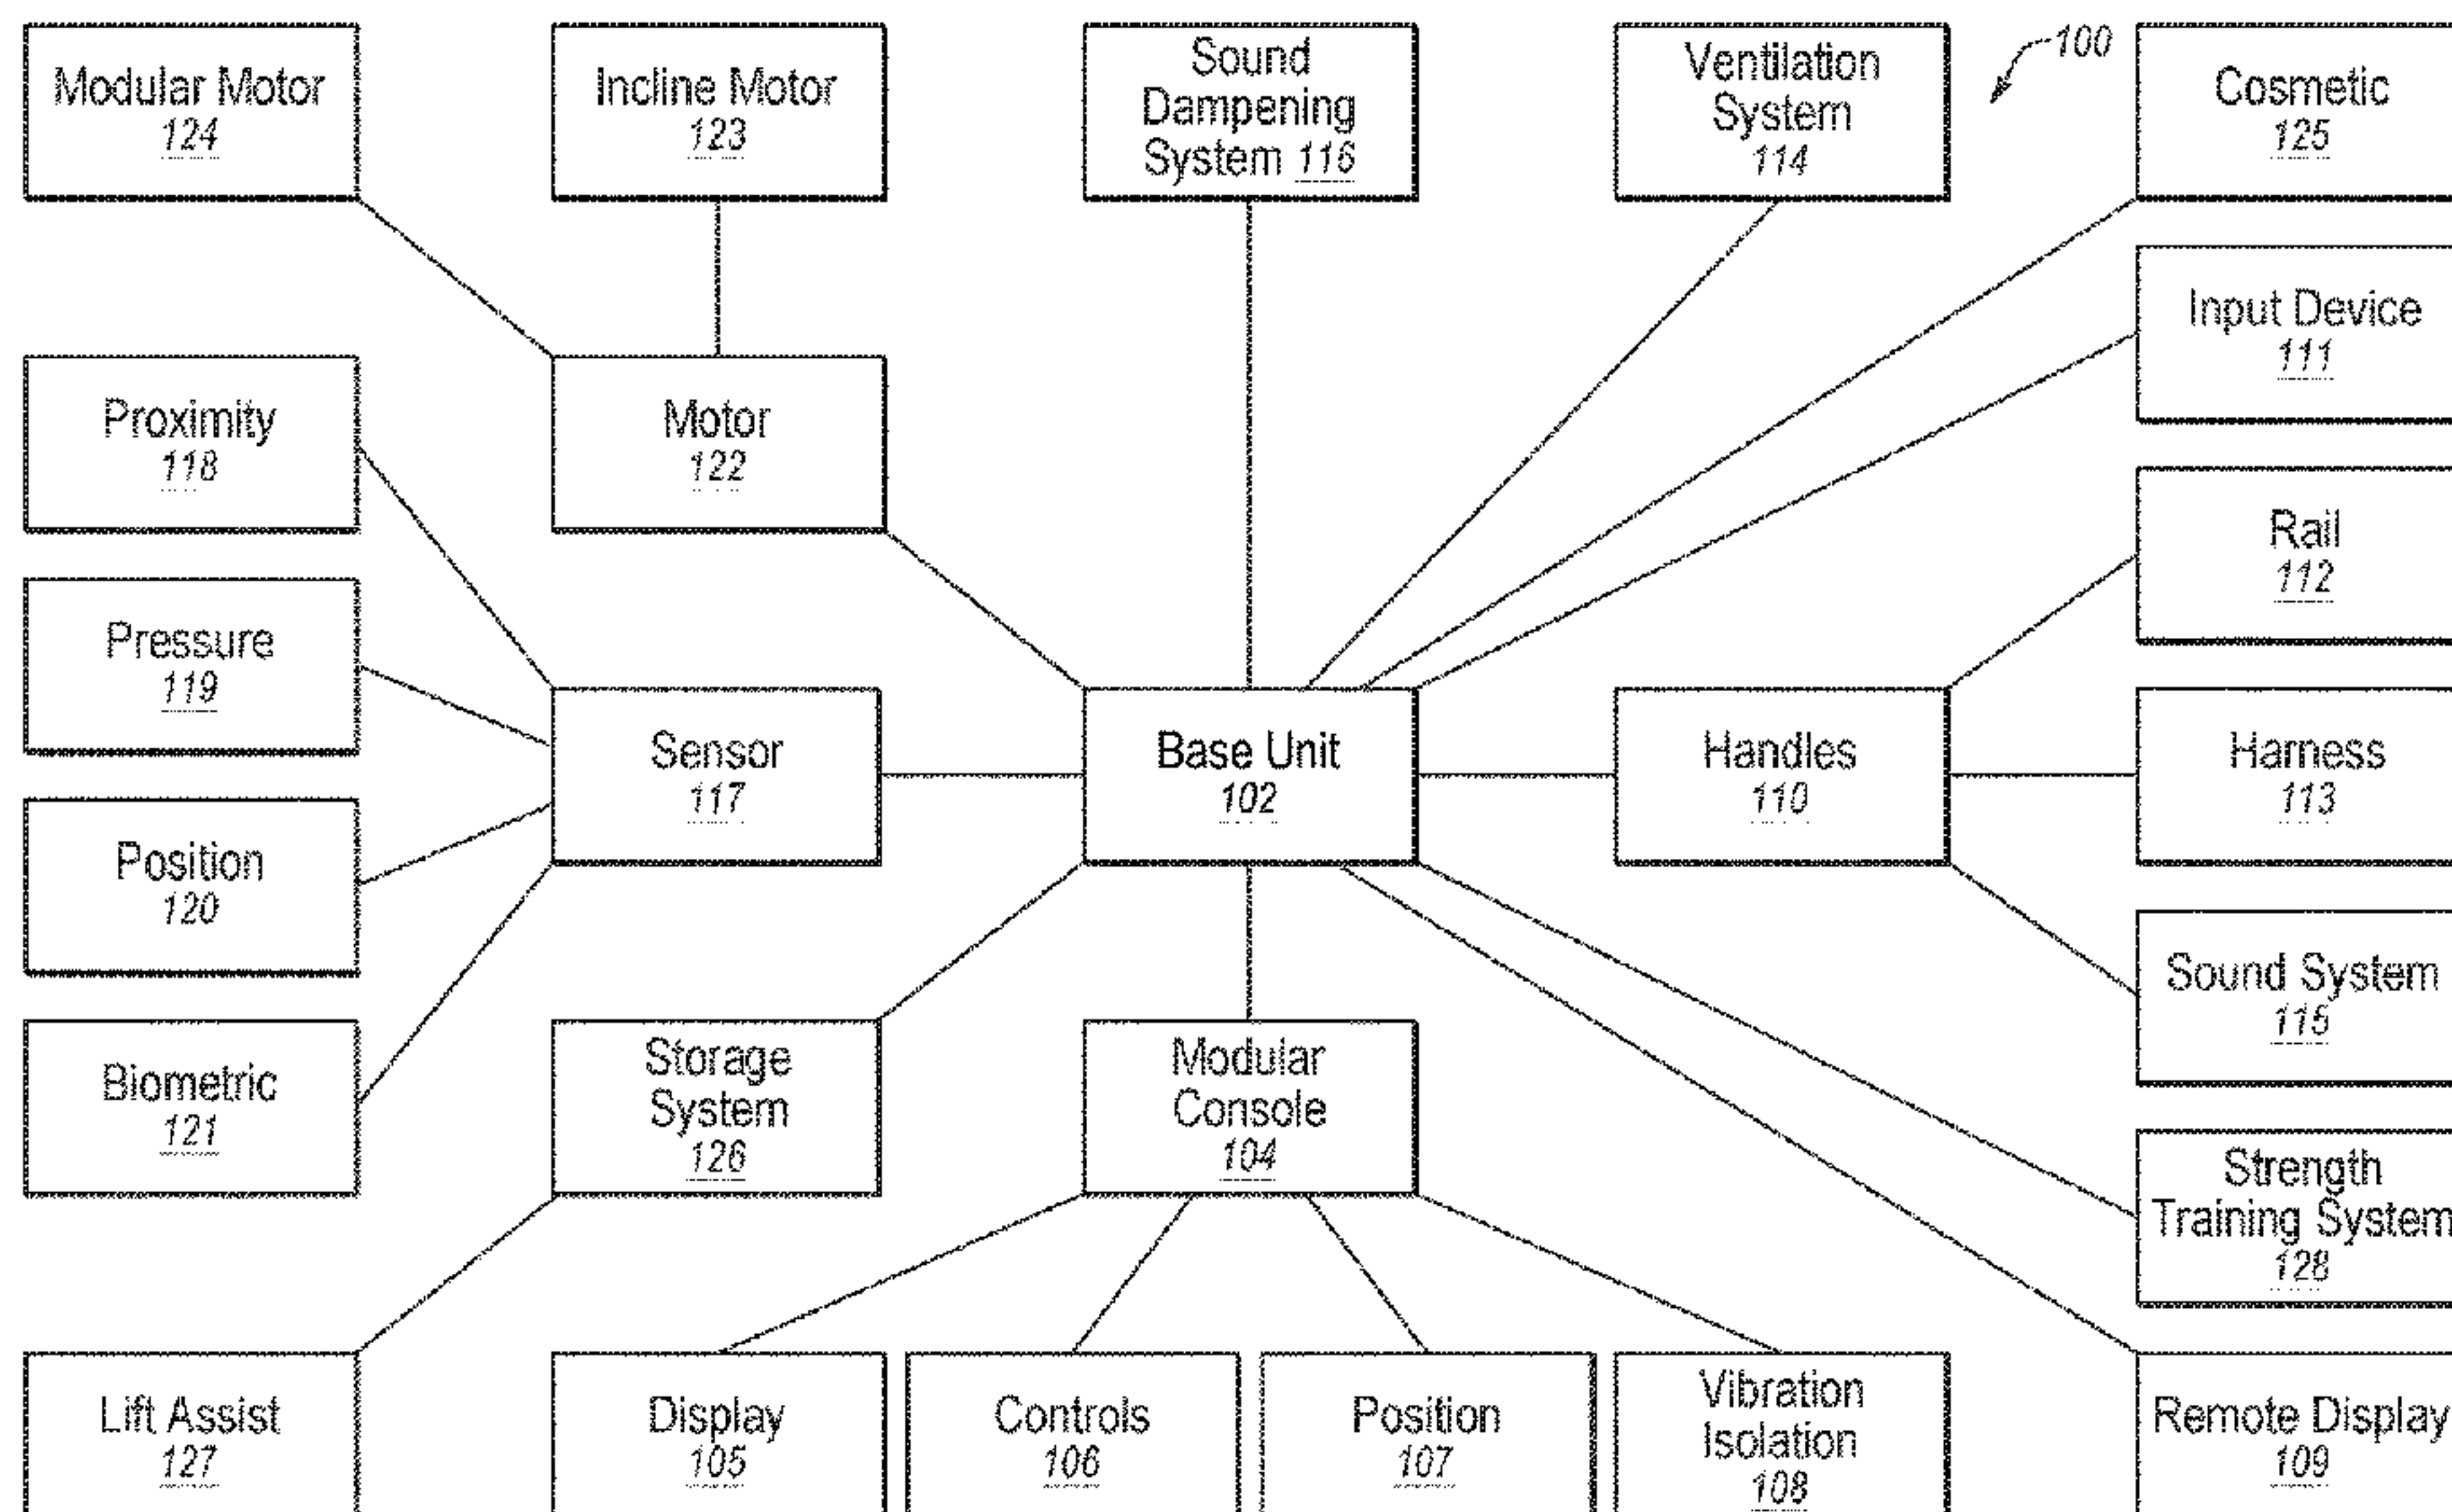 Modular Motor
124
Incline Motor
123
Sound
Dampening
System 116
Ventilation
System
114
100
Cosmetic
125
Input Device
111
Proximity
118
Motor
122
Rail
112
Pressure
119
Sensor
117
Base Unit
102
Handles
110
Harness
113
Position
120
Sound System
115
Biometric
121
Storage
System
126
Modular
Console
104
Strength
Training System
128
Lift Assist
127
Display
105
Controls
106
Position
107
Vibration
Isolation
108
Remote Display
109